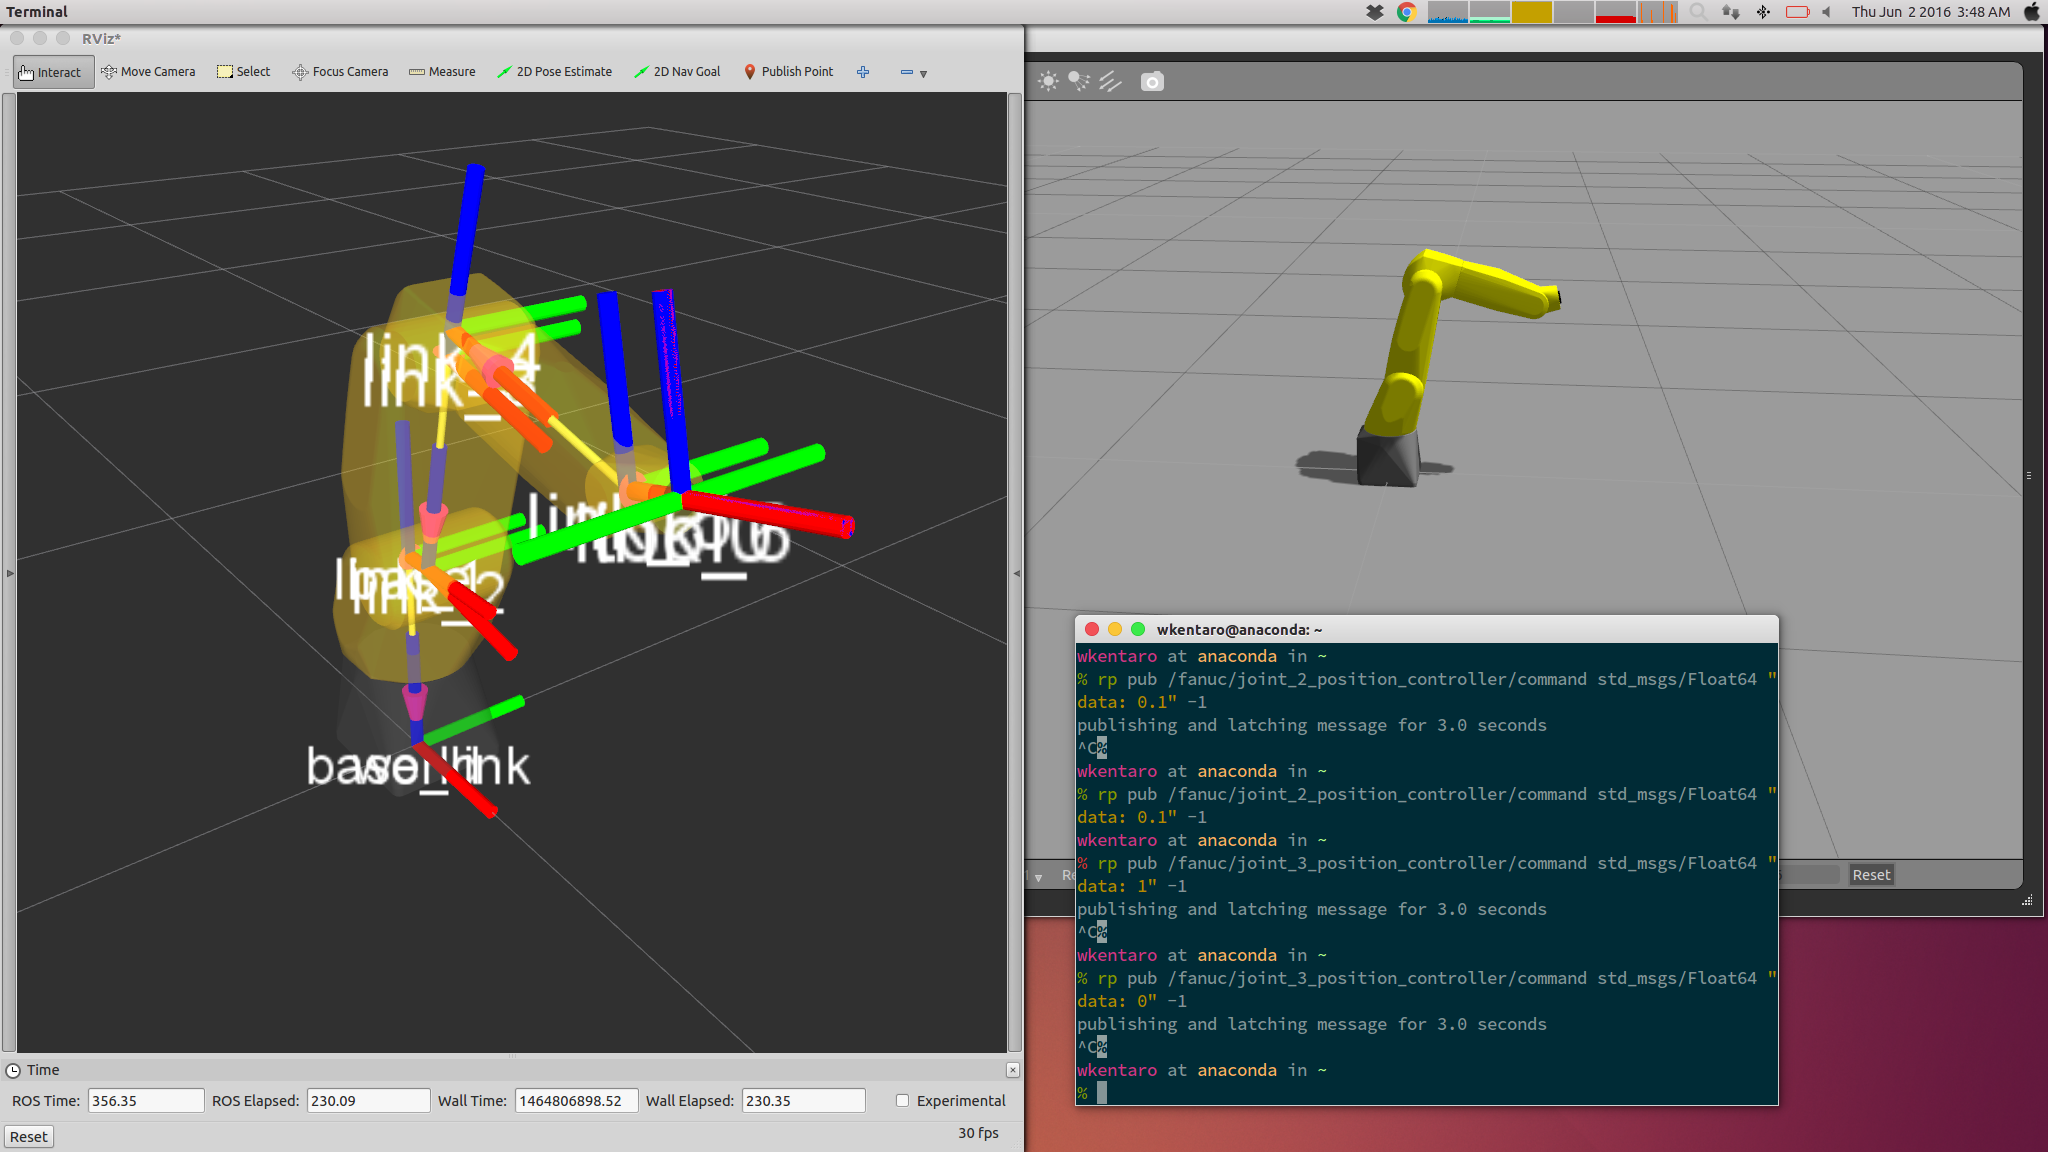 Terminal
Thu Jun 2 2016 3:48 AM
RViz*
Interact Move Camera Select Focus Camera Measure 2D Pose Estimate 2D Nav Goal Publish Point
link_4
link_2
base_link
Time
ROS Time: 356.35 ROS Elapsed: 230.09 Wall Time: 1464806898.52 Wall Elapsed: 230.35 Experimental
Reset
30 fps
Reset
wkentaro@anaconda: ~
wkentaro at anaconda in ~
% rp pub /fanuc/joint_2_position_controller/command std_msgs/Float64 "
data: 0.1" -1
publishing and latching message for 3.0 seconds
^C%
wkentaro at anaconda in ~
% rp pub /fanuc/joint_2_position_controller/command std_msgs/Float64 "
data: 0.1" -1
wkentaro at anaconda in ~
% rp pub /fanuc/joint_3_position_controller/command std_msgs/Float64 "
data: 1" -1
publishing and latching message for 3.0 seconds
^C%
wkentaro at anaconda in ~
% rp pub /fanuc/joint_3_position_controller/command std_msgs/Float64 "
data: 0" -1
publishing and latching message for 3.0 seconds
^C%
wkentaro at anaconda in ~
%